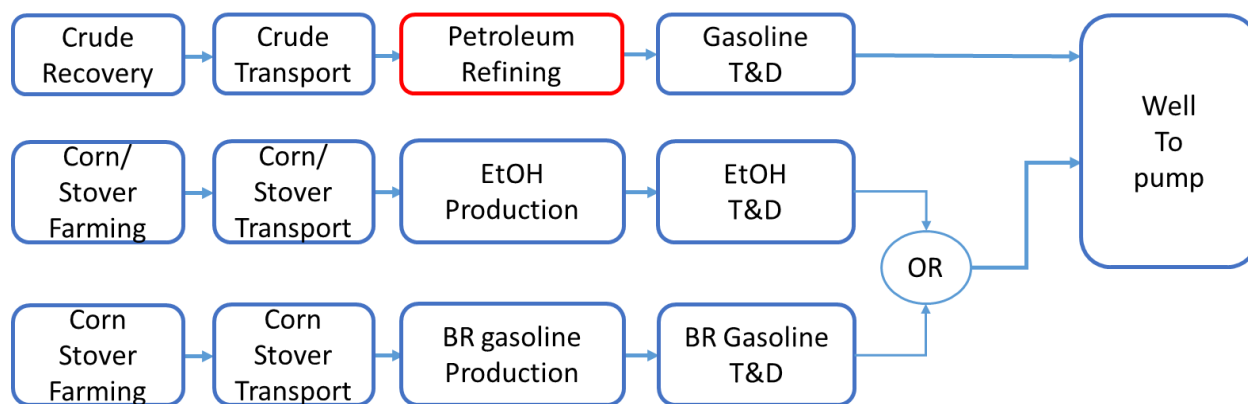 Crude
Recovery
Crude
Transport
Petroleum
Refining
Gasoline
T&D
Well
To
pump
Corn/
Stover
Farming
Corn/
Stover
Transport
EtOH
Production
EtOH
T&D
OR
Corn
Stover
Farming
Corn
Stover
Transport
BR gasoline
Production
BR Gasoline
T&D